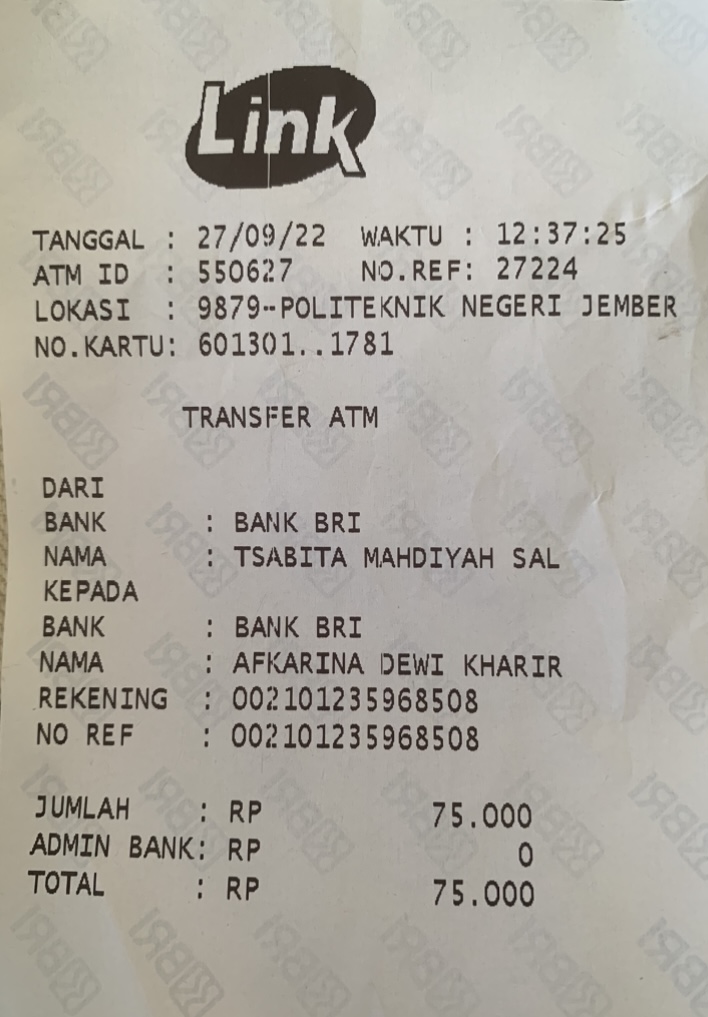 Link
TANGGAL : 27/09/22 WAKTU : 12:37:25
ATM ID : 550627 NO.REF: 27224
LOKASI : 9879--POLITEKNIK NEGERI JEMBER
NO.KARTU: 601301..1781
TRANSFER ATM
DARI
BANK : BANK BRI
NAMA : TSABITA MAHDIYAH SAL
KEPADA
BANK : BANK BRI
NAMA : AFKARINA DEWI KHARIR
REKENING : 002101235968508
NO REF : 002101235968508
JUMLAH : RP 75.000
ADMIN BANK: RP 0
TOTAL : RP 75.000